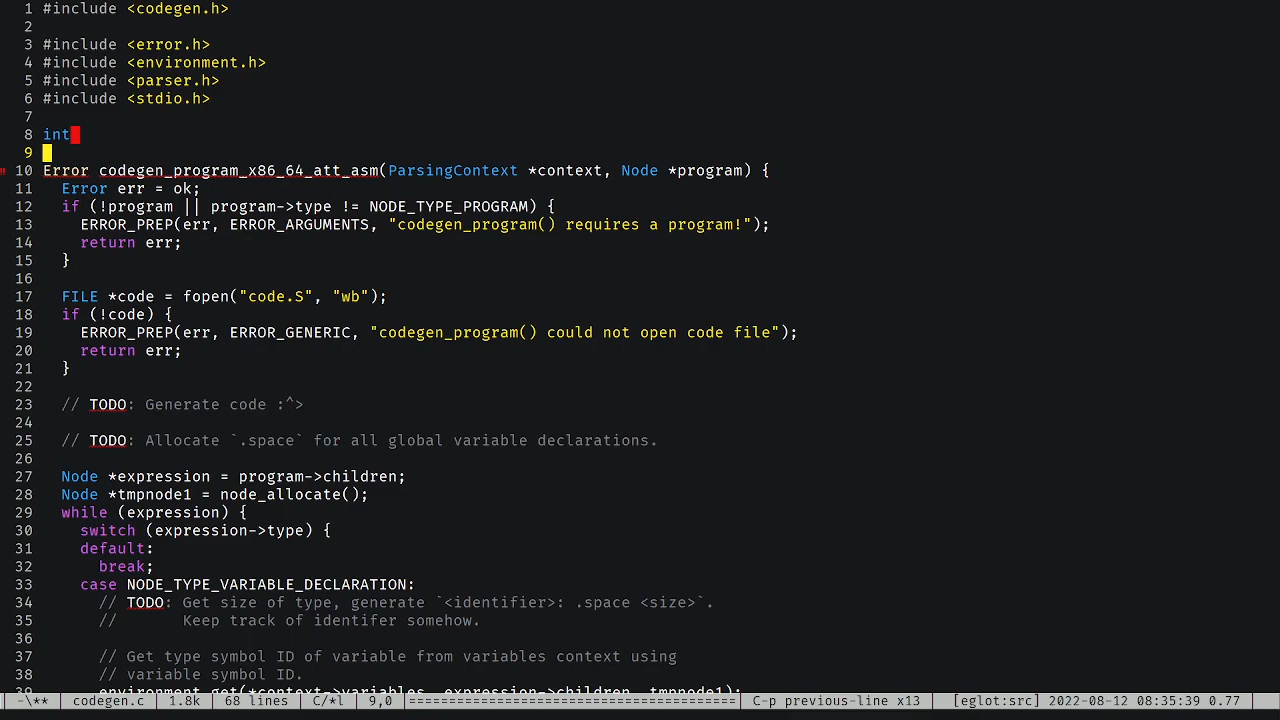 1 #include <codegen.h>
2
3 #include <error.h>
4 #include <environment.h>
5 #include <parser.h>
6 #include <stdio.h>
7
8 int
9
!! 10 Error codegen_program_x86_64_att_asm(ParsingContext *context, Node *program) {
11   Error err = ok;
12   if (!program || program->type != NODE_TYPE_PROGRAM) {
13     ERROR_PREP(err, ERROR_ARGUMENTS, "codegen_program() requires a program!");
14     return err;
15   }
16
17   FILE *code = fopen("code.S", "wb");
18   if (!code) {
19     ERROR_PREP(err, ERROR_GENERIC, "codegen_program() could not open code file");
20     return err;
21   }
22
23   // TODO: Generate code :^>
24
25   // TODO: Allocate `.space` for all global variable declarations.
26
27   Node *expression = program->children;
28   Node *tmpnode1 = node_allocate();
29   while (expression) {
30     switch (expression->type) {
31     default:
32       break;
33     case NODE_TYPE_VARIABLE_DECLARATION:
34       // TODO: Get size of type, generate `<identifier>: .space <size>`.
35       //       Keep track of identifer somehow.
36
37       // Get type symbol ID of variable from variables context using
38       // variable symbol ID.
39       environment_get(*context->variables, expression->children, tmpnode1);
-\** codegen.c 1.8k 68 lines C/*l 9,0 ======================================== C-p previous-line x13 [eglot:src] 2022-08-12 08:35:39 0.77